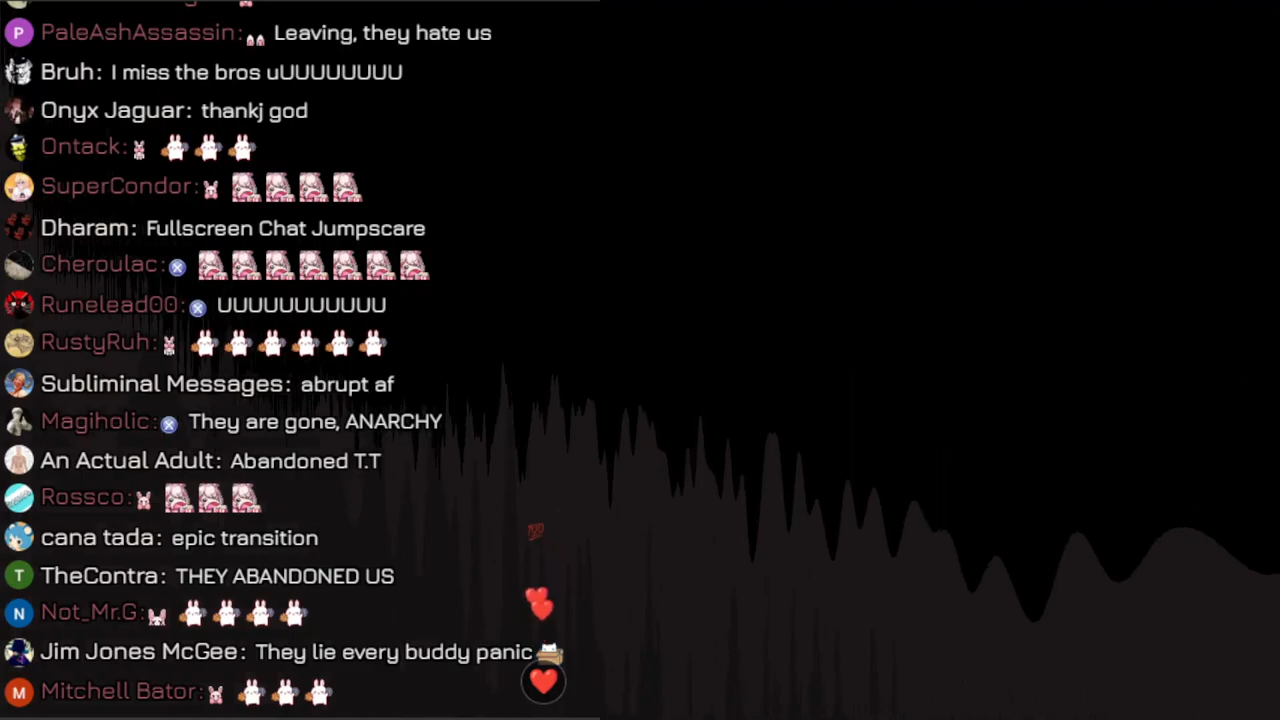 P PaleAshAssassin: Leaving, they hate us
Bruh: I miss the bros uUUUUUUUU
Onyx Jaguar: thankj god
Ontack:
SuperCondor:
Dharam: Fullscreen Chat Jumpscare
Cheroulac:
Runelead00: UUUUUUUUUUU
RustyRuh:
Subliminal Messages: abrupt af
Magiholic: They are gone, ANARCHY
An Actual Adult: Abandoned T.T
Rossco:
cana tada: epic transition
T TheContra: THEY ABANDONED US
N Not_Mr.G:
Jim Jones McGee: They lie every buddy panic
M Mitchell Bator: